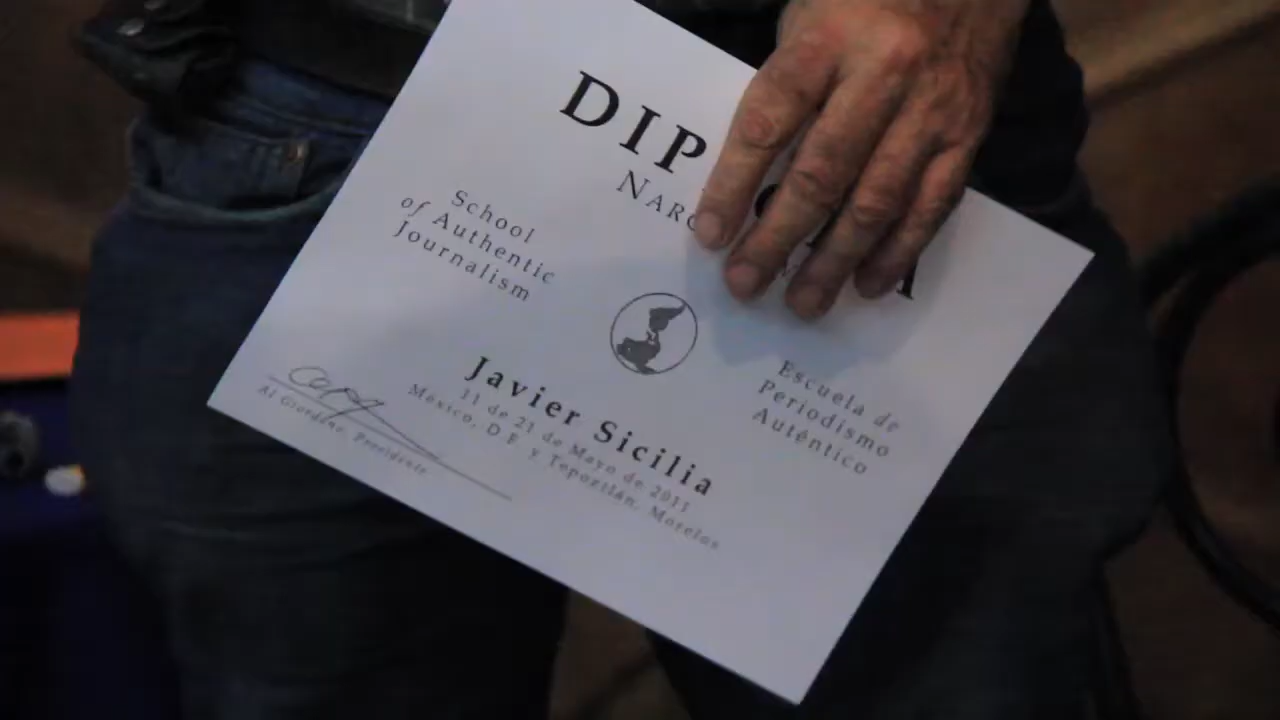 DIP
NARC
School
of Authentic
Journalism
Escuela de
Periodismo
Auténtico
Javier Sicilia
11 de 21 de Mayo de 2011
México, D F y Tepoztlán, Morelos
Al Giordano, Presidente